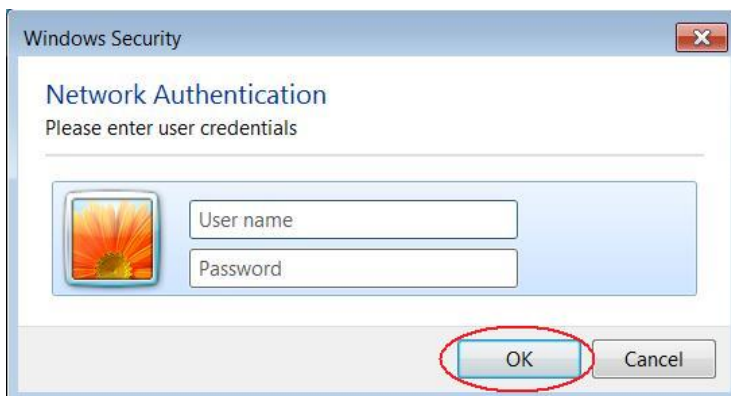 Windows Security
Network Authentication
Please enter user credentials
User name
Password
OK
Cancel